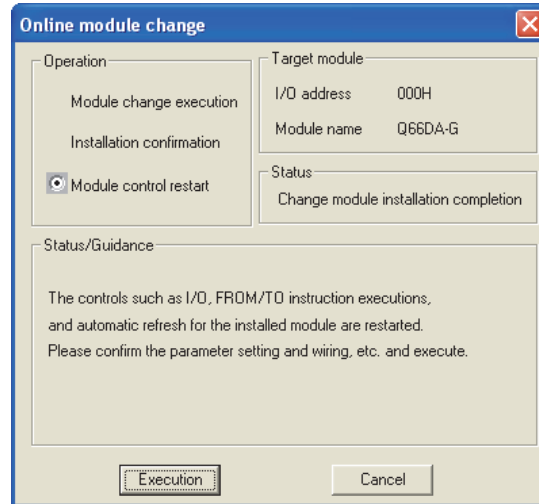 Online module change
Operation
Module change execution
Installation confirmation
Module control restart
Target module
I/O address 000H
Module name Q66DA-G
Status
Change module installation completion
Status/Guidance
The controls such as I/O, FROM/TO instruction executions,
and automatic refresh for the installed module are restarted.
Please confirm the parameter setting and wiring, etc. and execute.
Execution
Cancel